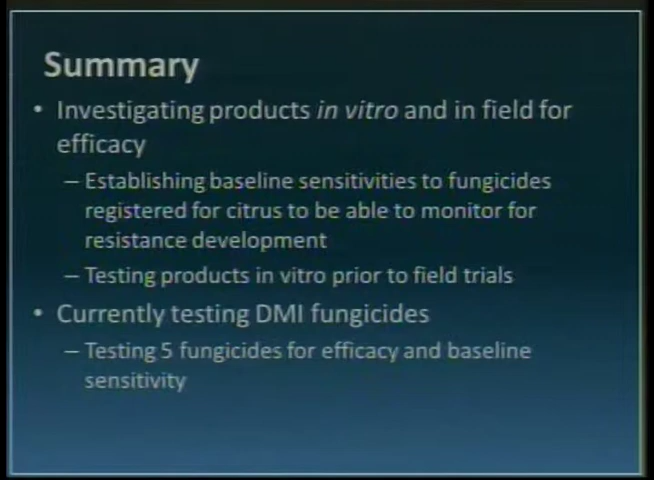 Summary
• Investigating products in vitro and in field for
efficacy
– Establishing baseline sensitivities to fungicides
registered for citrus to be able to monitor for
resistance development
– Testing products in vitro prior to field trials
• Currently testing DMI fungicides
– Testing 5 fungicides for efficacy and baseline
sensitivity